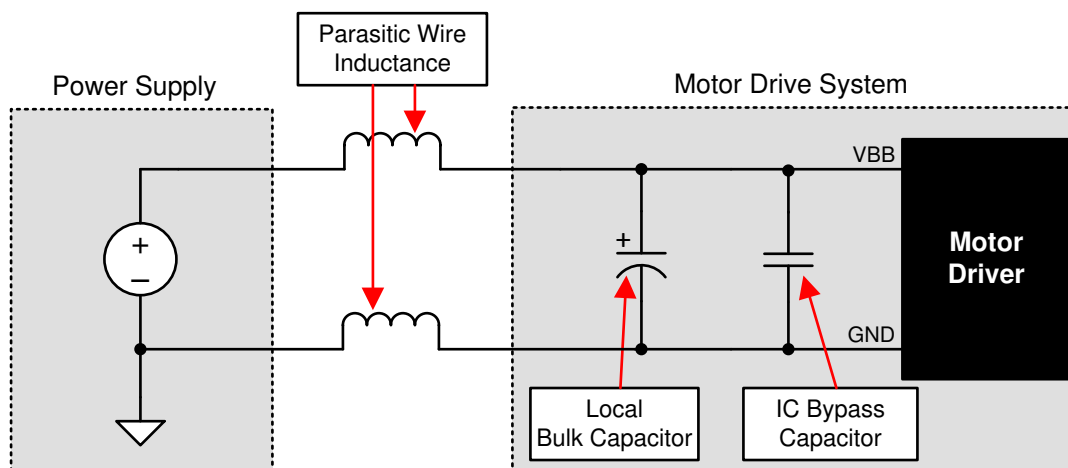 Parasitic Wire
Inductance
Power Supply
Motor Drive System
VBB
+
+
–
Motor
Driver
GND
Local
Bulk Capacitor
IC Bypass
Capacitor